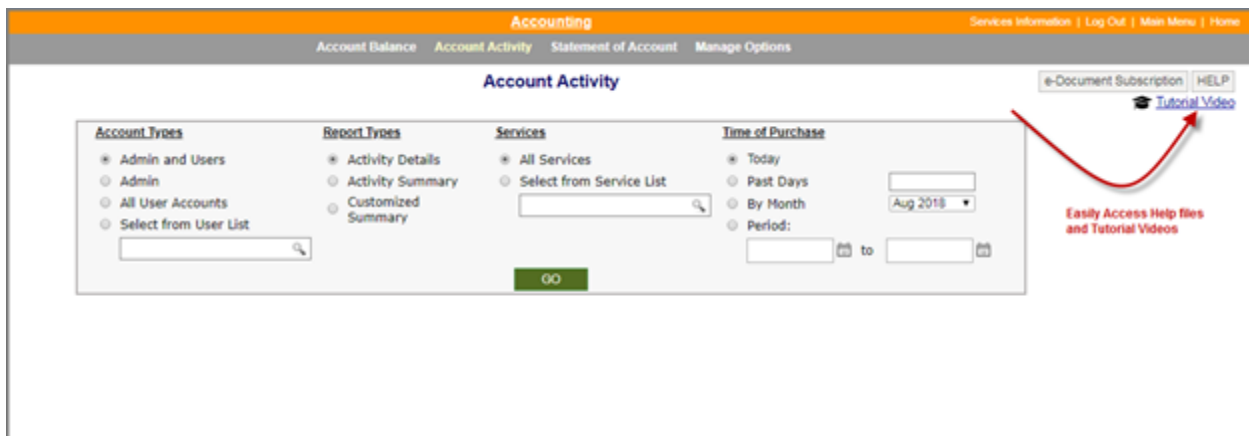 Accounting
Services Information | Log Out | Main Menu | Home
Account Balance Account Activity Statement of Account Manage Options
Account Activity
e-Document Subscription HELP
Tutorial Video
Account Types Report Types Services Time of Purchase
Admin and Users Activity Details All Services Today
Admin Activity Summary Select from Service List Past Days
All User Accounts Customized Summary By Month Aug 2018
Select from User List Period:
to
GO
Easily Access Help files
and Tutorial Videos